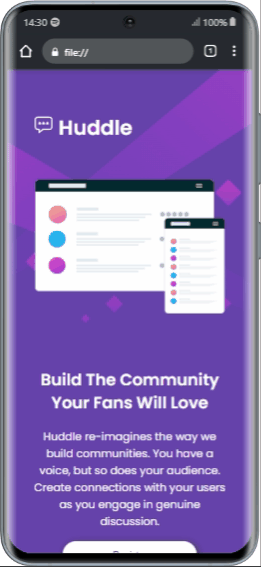 14:30 100%
file:// 1
Huddle
Build The Community
Your Fans Will Love
Huddle re-imagines the way we
build communities. You have a
voice, but so does your audience.
Create connections with your users
as you engage in genuine
discussion.